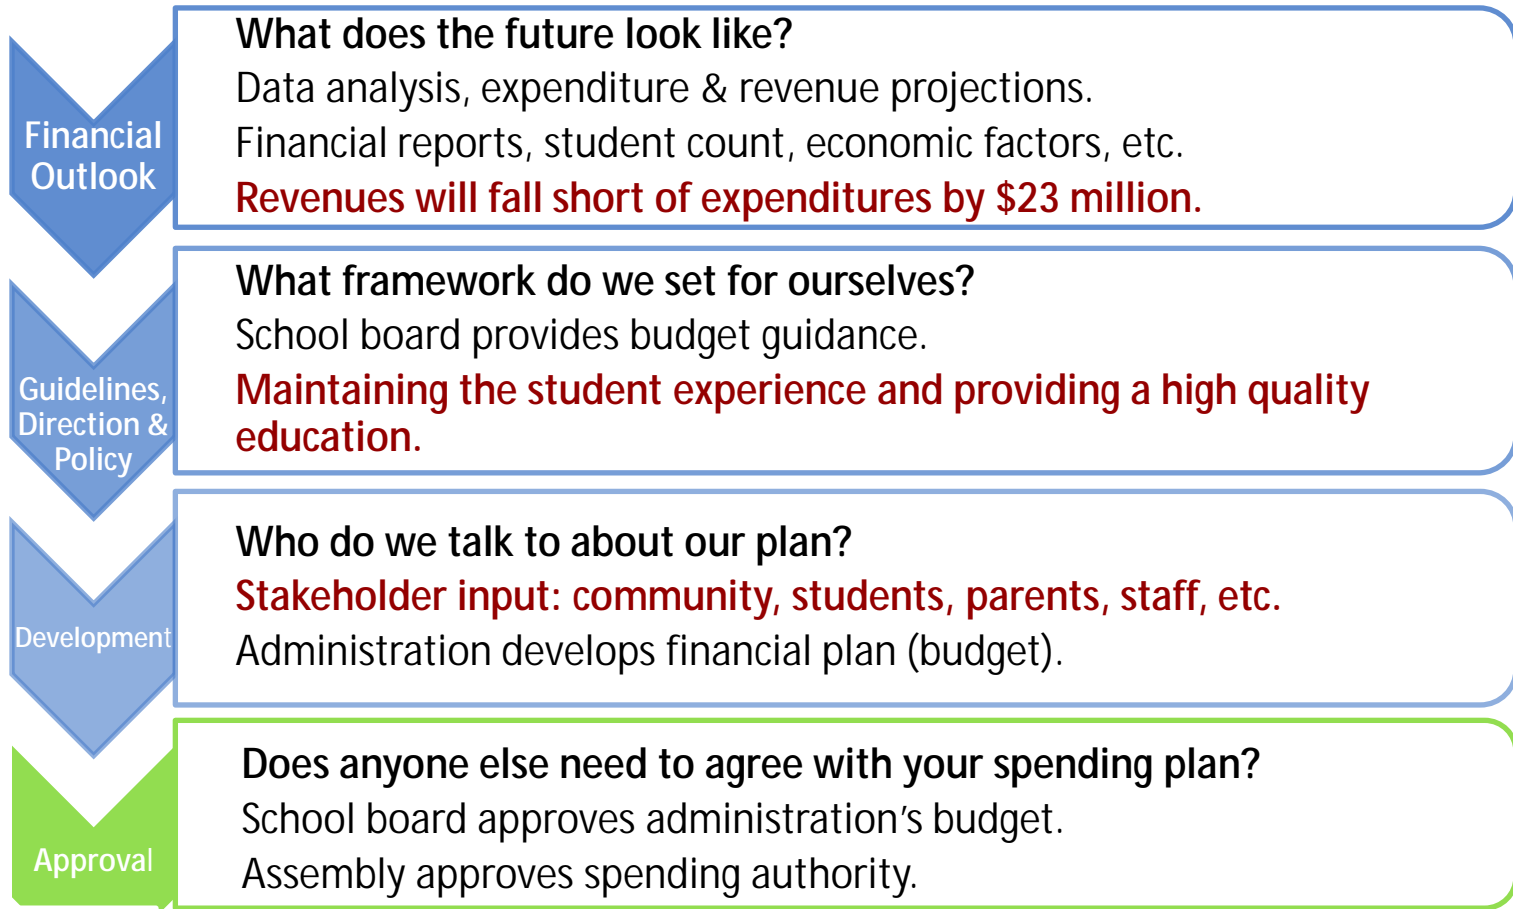 Financial
Outlook
What does the future look like?
Data analysis, expenditure & revenue projections.
Financial reports, student count, economic factors, etc.
Revenues will fall short of expenditures by $23 million.
Guidelines,
Direction &
Policy
What framework do we set for ourselves?
School board provides budget guidance.
Maintaining the student experience and providing a high quality
education.
Development
Who do we talk to about our plan?
Stakeholder input: community, students, parents, staff, etc.
Administration develops financial plan (budget).
Approval
Does anyone else need to agree with your spending plan?
School board approves administration's budget.
Assembly approves spending authority.